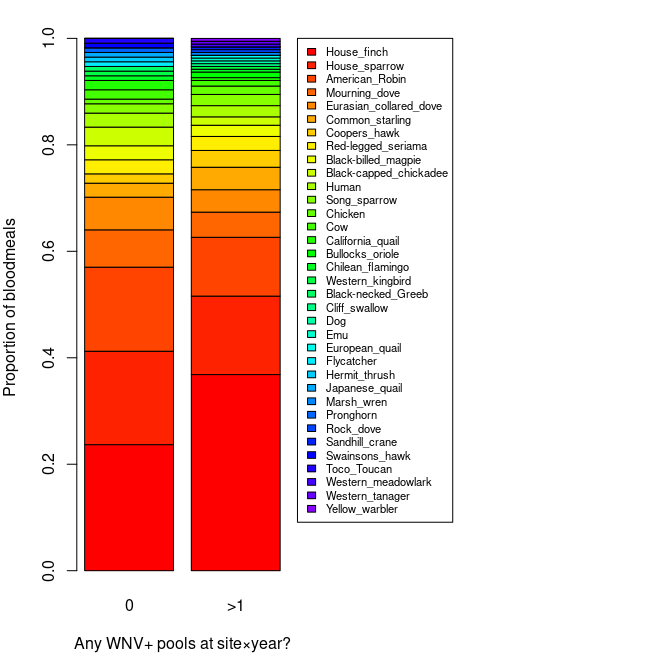 Proportion of bloodmeals
1.0
0.8
0.6
0.4
0.2
0.0
0
>1
Any WNV+ pools at site×year?
House_finch
House_sparrow
American_Robin
Mourning_dove
Eurasian_collared_dove
Common_starling
Coopers_hawk
Red-legged_seriama
Black-billed_magpie
Black-capped_chickadee
Human
Song_sparrow
Chicken
Cow
California_quail
Bullocks_oriole
Chilean_flamingo
Western_kingbird
Black-necked_Greeb
Cliff_swallow
Dog
Emu
European_quail
Flycatcher
Hermit_thrush
Japanese_quail
Marsh_wren
Pronghorn
Rock_dove
Sandhill_crane
Swainsons_hawk
Toco_Toucan
Western_meadowlark
Western_tanager
Yellow_warbler